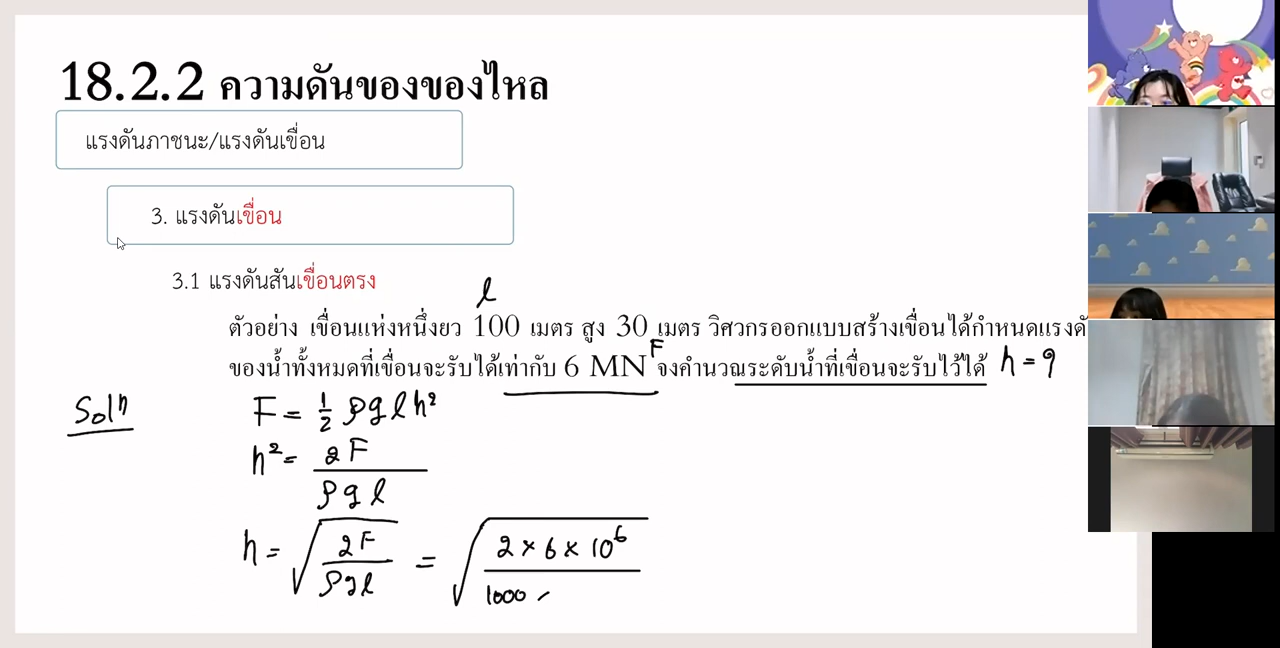 18.2.2 ความดันของของไหล
แรงดันภาชนะ/แรงดันเขื่อน
3. แรงดันเขื่อน
3.1 แรงดันสันเขื่อนตรง
l
ตัวอย่าง เขื่อนแห่งหนึ่งยว 100 เมตร สูง 30 เมตร วิศวกรออกแบบสร้างเขื่อนได้กำหนดแรงดั
ของน้ำทั้งหมดที่เขื่อนจะรับได้เท่ากับ 6 MN F จงคำนวณระดับน้ำที่เขื่อนจะรับไว้ได้ h = ?
Solⁿ
F = ½ ρglh²
h² = 2F / ρgl
h = √(2F / ρgl) = √(2 × 6 × 10⁶ / 1000